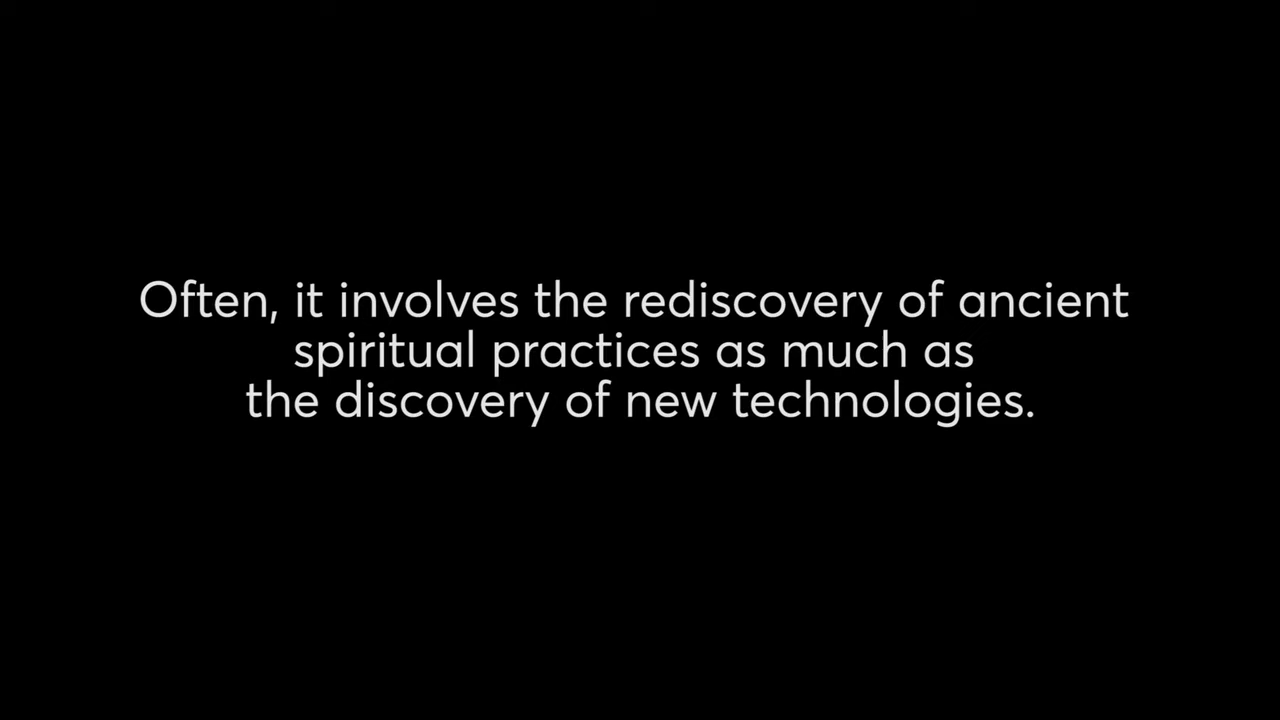 Often, it involves the rediscovery of ancient
spiritual practices as much as
the discovery of new technologies.